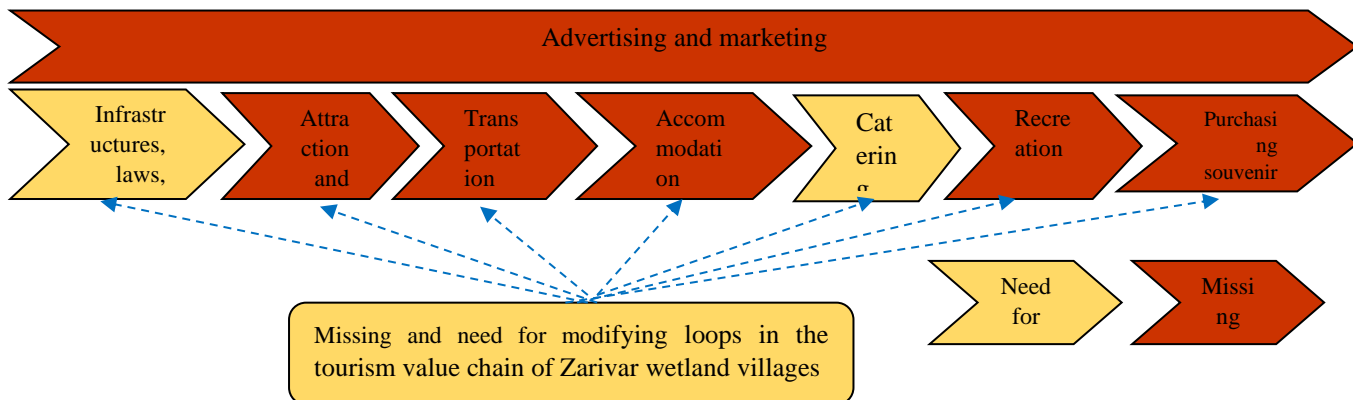 Advertising and marketing
Infrastr
uctures,
laws,
Attra
ction
and
Trans
portat
ion
Accom
modati
on
Cat
erin
g
Recre
ation
Purchasi
ng
souvenir
Need
for
Missi
ng
Missing and need for modifying loops in the
tourism value chain of Zarivar wetland villages